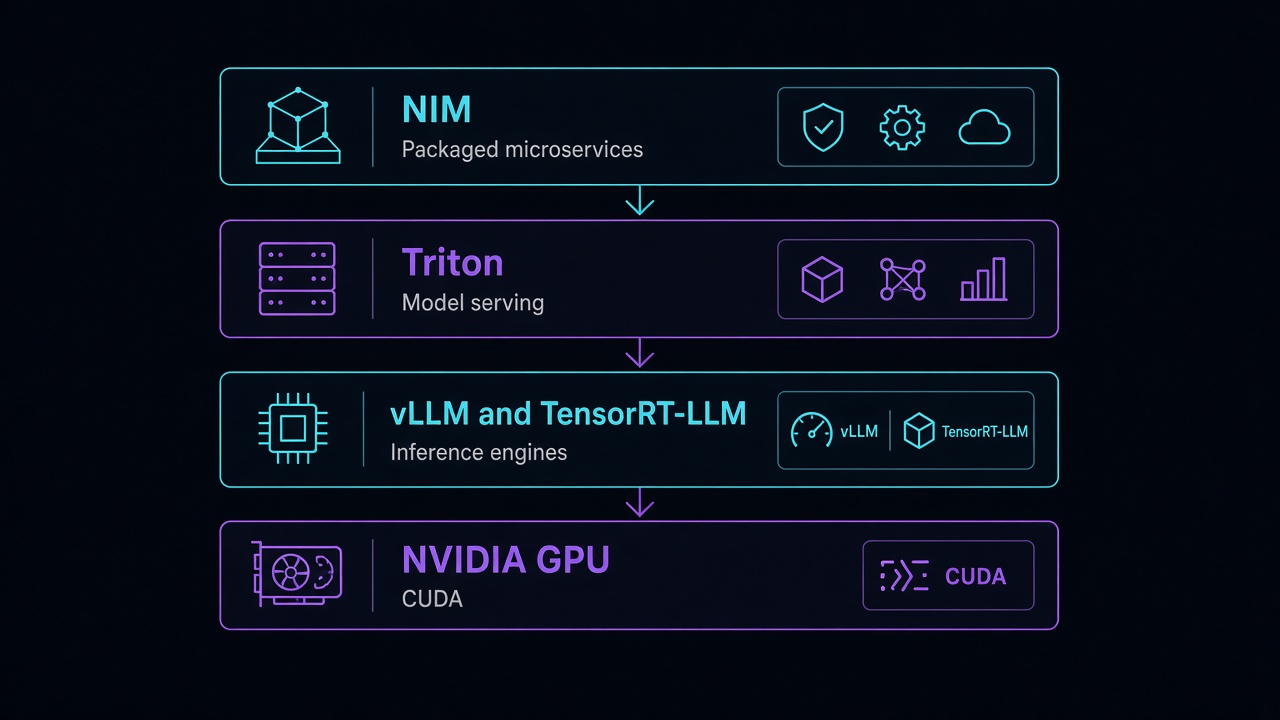 NIM
Packaged microservices
Triton
Model serving
vLLM and TensorRT-LLM
Inference engines
vLLM
TensorRT-LLM
NVIDIA GPU
CUDA
CUDA